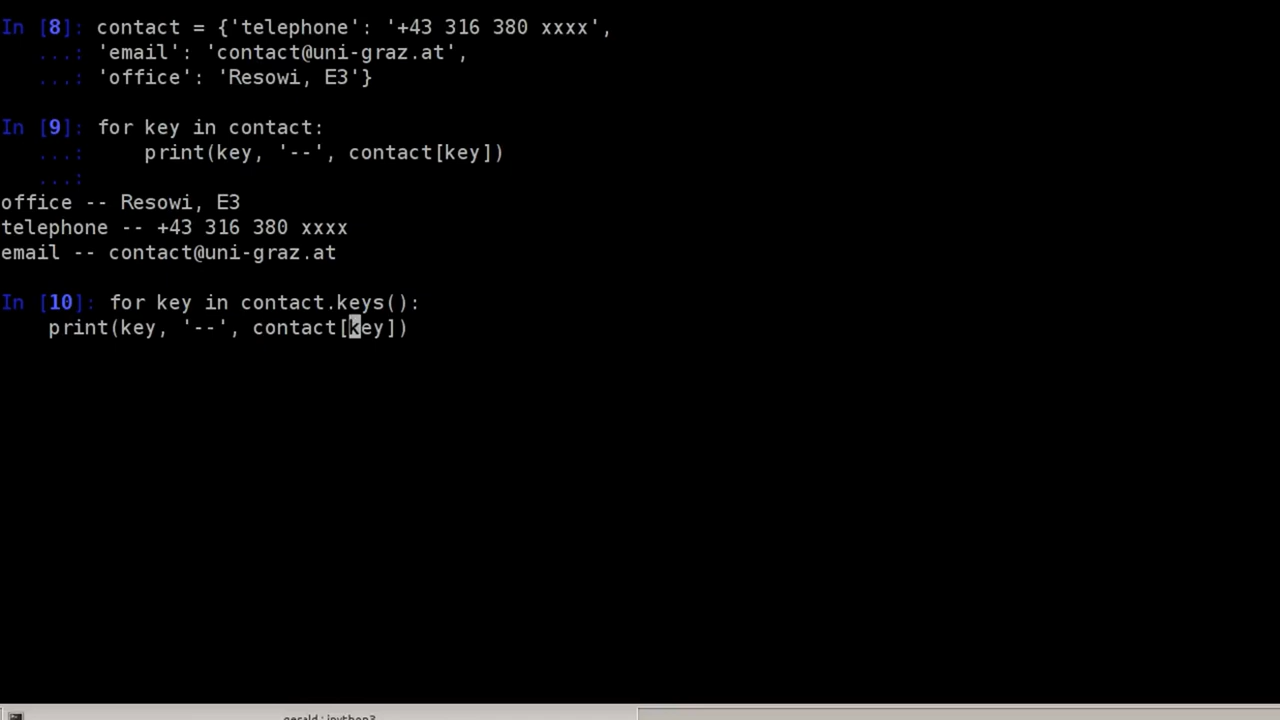 In [8]: contact = {'telephone': '+43 316 380 xxxx',
   ...: 'email': 'contact@uni-graz.at',
   ...: 'office': 'Resowi, E3'}
In [9]: for key in contact:
   ...:     print(key, '--', contact[key])
   ...:
office -- Resowi, E3
telephone -- +43 316 380 xxxx
email -- contact@uni-graz.at
In [10]: for key in contact.keys():
    print(key, '--', contact[key])
gerald : ipython3